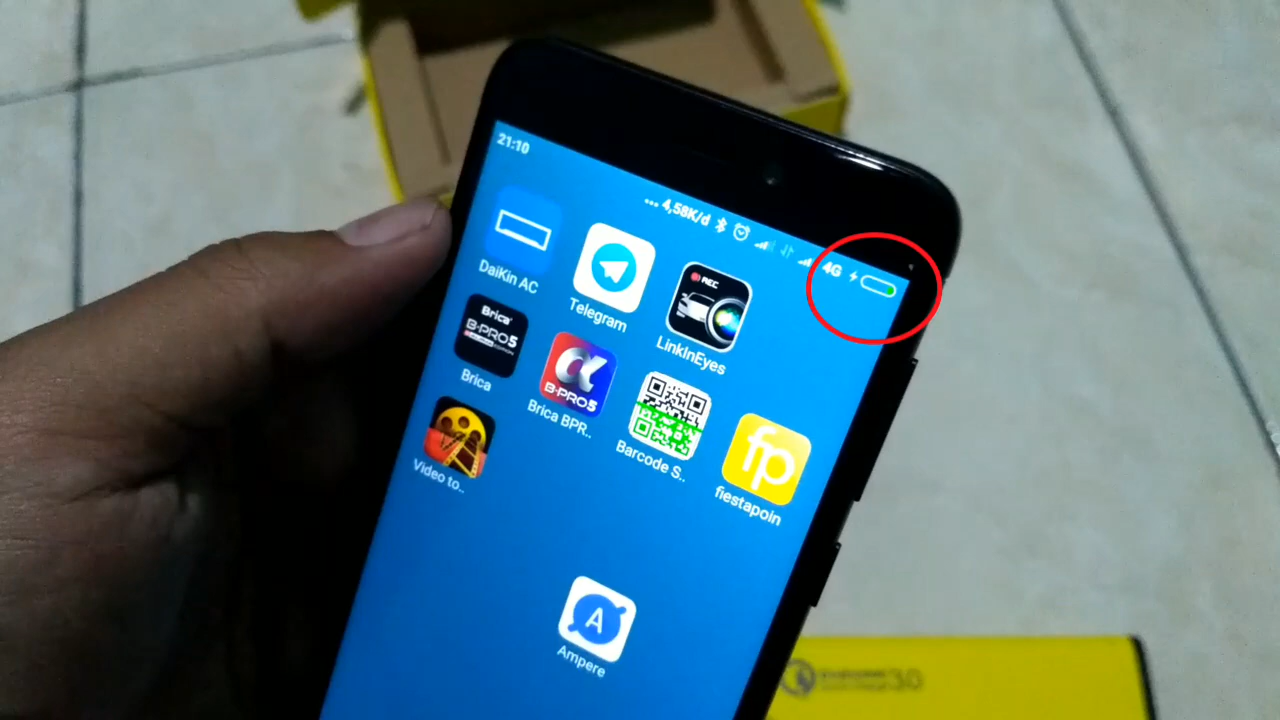 21:10
... 4,58K/d
4G
DaiKin AC
Telegram
REC
LinkInEyes
Brica
B-PRO5
Brica
α
B-PRO5
Brica BPR..
Barcode S..
fp
fiestapoin
Video to..
A
Ampere
3.0